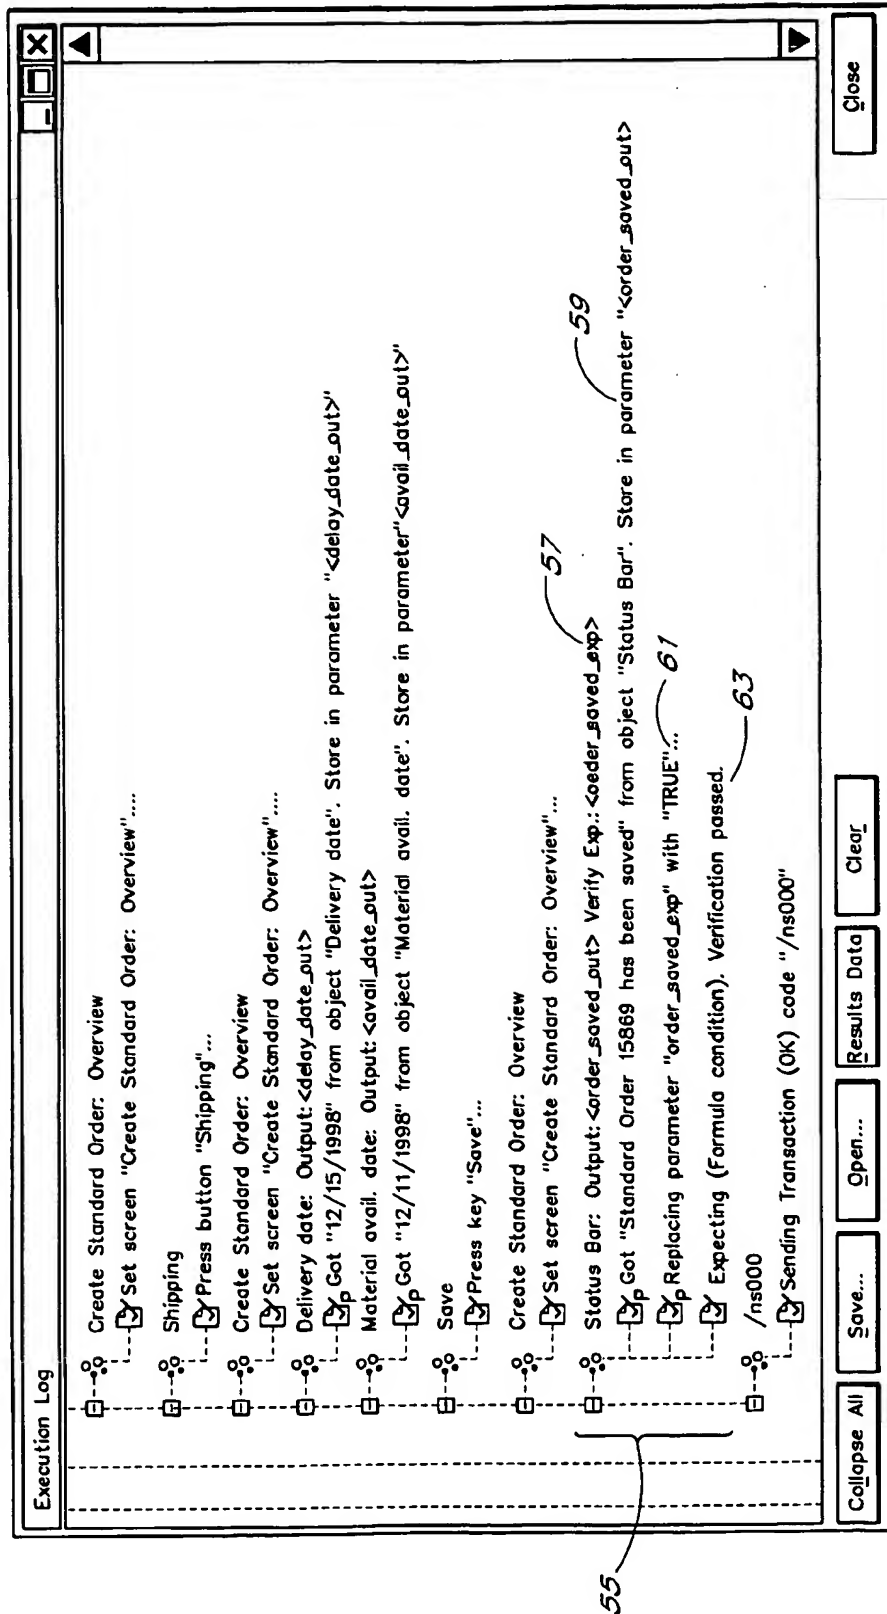 Execution Log
Create Standard Order: Overview
Set screen "Create Standard Order: Overview"....
Shipping
Press button "Shipping"...
Create Standard Order: Overview
Set screen "Create Standard Order: Overview"....
Delivery date: Output:<delay_date_out>
p Got "12/15/1998" from object "Delivery date". Store in parameter "<delay_date_out>"
Material avail. date: Output:<avail_date_out>
p Got "12/11/1998" from object "Material avail. date". Store in parameter"<avail_date_out>"
Save
Press key "Save"...
Create Standard Order: Overview
Set screen "Create Standard Order: Overview"...
Status Bar: Output:<order_saved_out> Verify Exp.:<oeder_saved_exp> 57
p Got "Standard Order 15869 has been saved" from object "Status Bar". Store in parameter "<order_saved_out> 59
p Replacing parameter "order_saved_exp" with "TRUE"... 61
Expecting (Formula condition). Verification passed. 63
/ns000
Sending Transaction (OK) code "/ns000"
55
Collapse All Save... Open... Results Data Clear Close